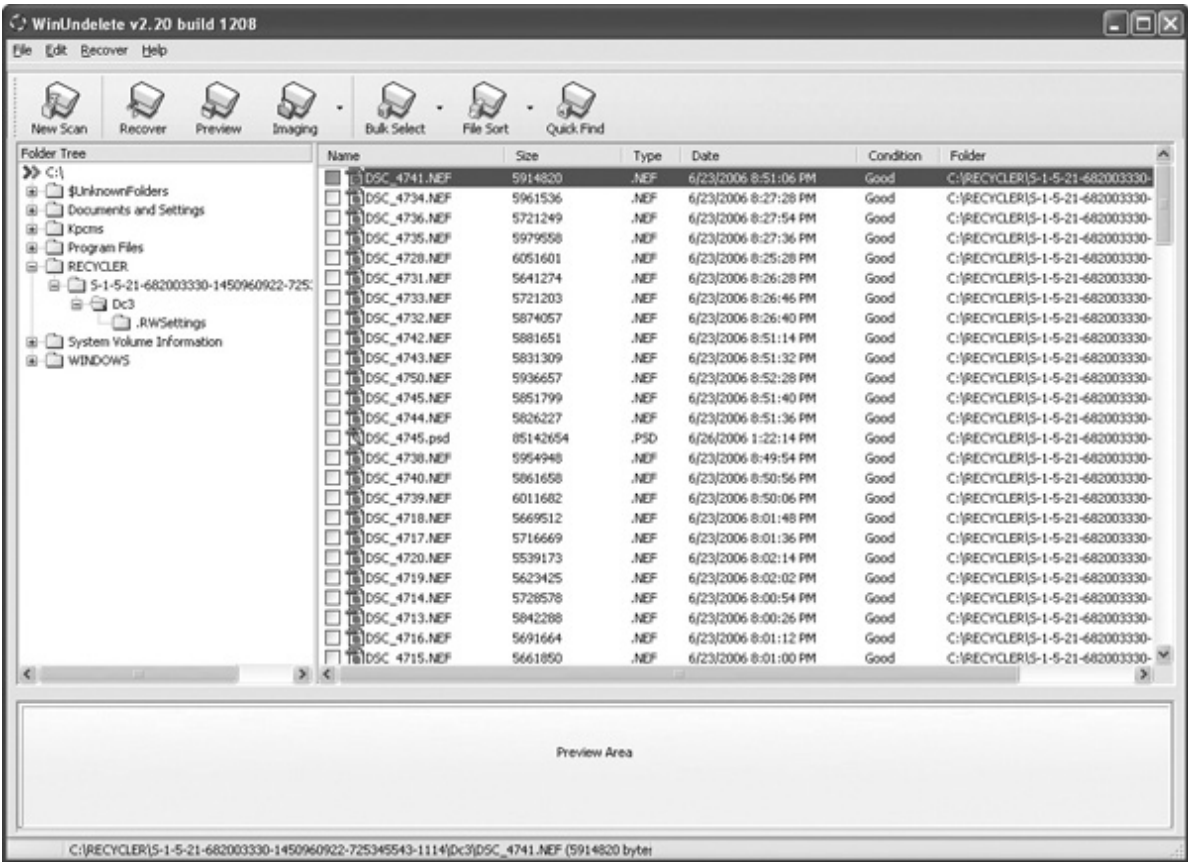 WinUndelete v2.20 build 1208
File Edit Recover Help
New Scan Recover Preview Imaging Bulk Select File Sort Quick Find
Folder Tree
C:\
$UnknownFolders
Documents and Settings
Kpcms
Program Files
RECYCLER
S-1-5-21-682003330-1450960922-725:
Dc3
.RWSettings
System Volume Information
WINDOWS
Name Size Type Date Condition Folder
DSC_4741.NEF 5914820 .NEF 6/23/2006 8:51:06 PM Good C:\RECYCLER\S-1-5-21-682003330-
DSC_4734.NEF 5961536 .NEF 6/23/2006 8:27:28 PM Good C:\RECYCLER\S-1-5-21-682003330-
DSC_4736.NEF 5721249 .NEF 6/23/2006 8:27:54 PM Good C:\RECYCLER\S-1-5-21-682003330-
DSC_4735.NEF 5979558 .NEF 6/23/2006 8:27:36 PM Good C:\RECYCLER\S-1-5-21-682003330-
DSC_4728.NEF 6051601 .NEF 6/23/2006 8:25:28 PM Good C:\RECYCLER\S-1-5-21-682003330-
DSC_4731.NEF 5641274 .NEF 6/23/2006 8:26:28 PM Good C:\RECYCLER\S-1-5-21-682003330-
DSC_4733.NEF 5721203 .NEF 6/23/2006 8:26:46 PM Good C:\RECYCLER\S-1-5-21-682003330-
DSC_4732.NEF 5874057 .NEF 6/23/2006 8:26:40 PM Good C:\RECYCLER\S-1-5-21-682003330-
DSC_4742.NEF 5881651 .NEF 6/23/2006 8:51:14 PM Good C:\RECYCLER\S-1-5-21-682003330-
DSC_4743.NEF 5831309 .NEF 6/23/2006 8:51:32 PM Good C:\RECYCLER\S-1-5-21-682003330-
DSC_4750.NEF 5936657 .NEF 6/23/2006 8:52:28 PM Good C:\RECYCLER\S-1-5-21-682003330-
DSC_4745.NEF 5851799 .NEF 6/23/2006 8:51:40 PM Good C:\RECYCLER\S-1-5-21-682003330-
DSC_4744.NEF 5826227 .NEF 6/23/2006 8:51:36 PM Good C:\RECYCLER\S-1-5-21-682003330-
DSC_4745.psd 85142654 .PSD 6/26/2006 1:22:14 PM Good C:\RECYCLER\S-1-5-21-682003330-
DSC_4738.NEF 5954948 .NEF 6/23/2006 8:49:54 PM Good C:\RECYCLER\S-1-5-21-682003330-
DSC_4740.NEF 5861658 .NEF 6/23/2006 8:50:56 PM Good C:\RECYCLER\S-1-5-21-682003330-
DSC_4739.NEF 6011682 .NEF 6/23/2006 8:50:06 PM Good C:\RECYCLER\S-1-5-21-682003330-
DSC_4718.NEF 5669512 .NEF 6/23/2006 8:01:48 PM Good C:\RECYCLER\S-1-5-21-682003330-
DSC_4717.NEF 5716669 .NEF 6/23/2006 8:01:36 PM Good C:\RECYCLER\S-1-5-21-682003330-
DSC_4720.NEF 5539173 .NEF 6/23/2006 8:02:14 PM Good C:\RECYCLER\S-1-5-21-682003330-
DSC_4719.NEF 5623425 .NEF 6/23/2006 8:02:02 PM Good C:\RECYCLER\S-1-5-21-682003330-
DSC_4714.NEF 5728578 .NEF 6/23/2006 8:00:54 PM Good C:\RECYCLER\S-1-5-21-682003330-
DSC_4713.NEF 5842288 .NEF 6/23/2006 8:00:26 PM Good C:\RECYCLER\S-1-5-21-682003330-
DSC_4716.NEF 5691664 .NEF 6/23/2006 8:01:12 PM Good C:\RECYCLER\S-1-5-21-682003330-
DSC_4715.NEF 5661850 .NEF 6/23/2006 8:01:00 PM Good C:\RECYCLER\S-1-5-21-682003330-
Preview Area
C:\RECYCLER\S-1-5-21-682003330-1450960922-725345543-1114\Dc3\DSC_4741.NEF (5914820 bytes